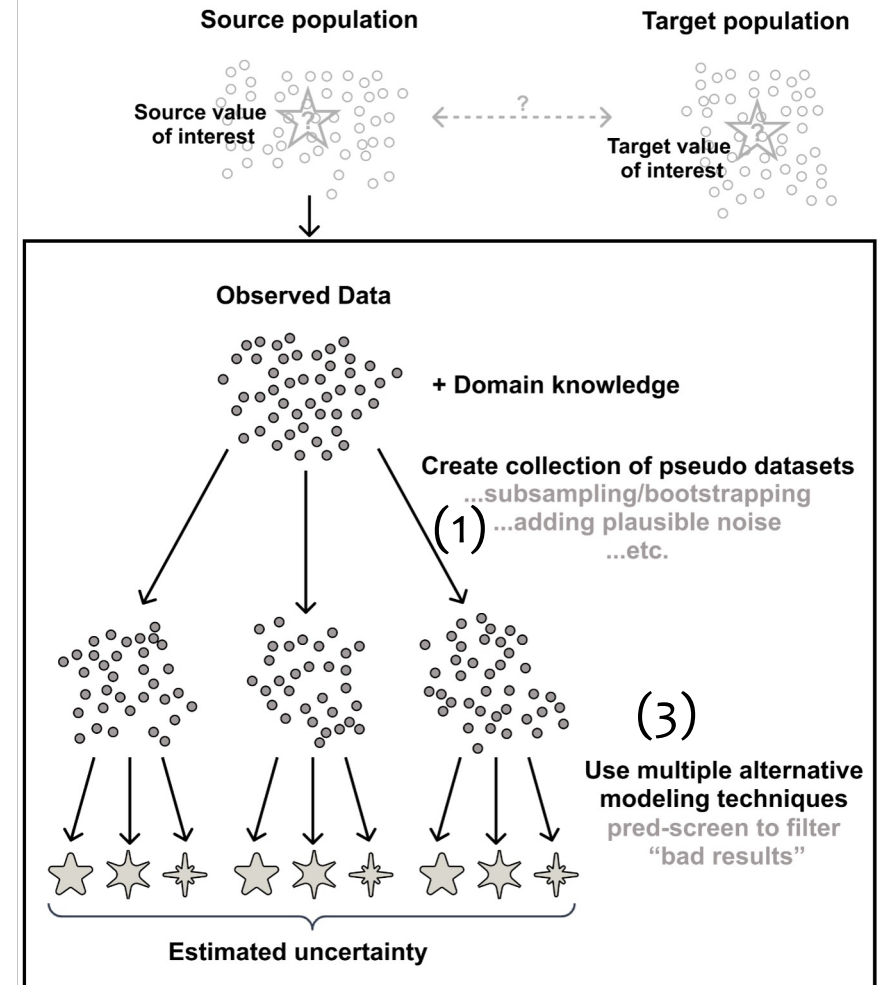 Source population
Target population
?
Source value
of interest
?
?
Target value
of interest
Observed Data
+ Domain knowledge
Create collection of pseudo datasets
...subsampling/bootstrapping
(1)
...adding plausible noise
...etc.
(3)
Use multiple alternative
modeling techniques
pred-screen to filter
“bad results”
Estimated uncertainty